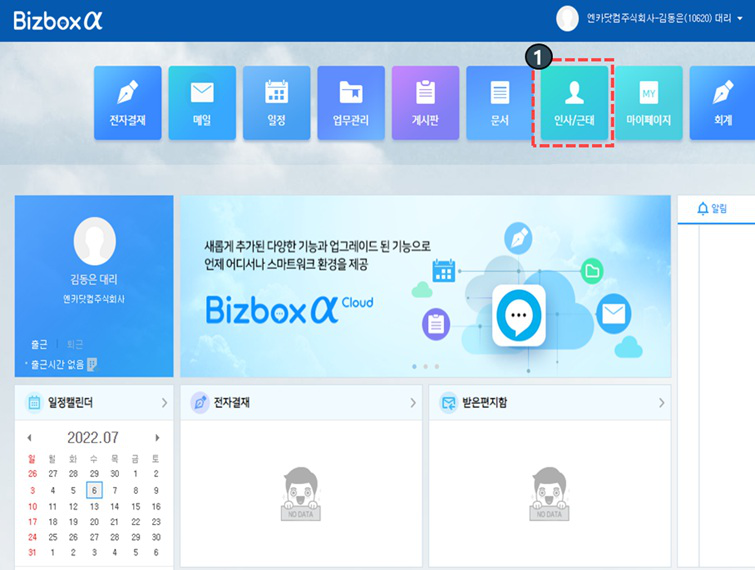 Bizbox α
엔카닷컴주식회사-김동은(10620) 대리
1
전자결재
메일
일정
업무관리
게시판
문서
인사/근태
MY
마이페이지
회계
알림
김동은 대리
엔카닷컴주식회사
출근 | 퇴근
출근시간 없음
새롭게 추가된 다양한 기능과 업그레이드 된 기능으로
언제 어디서나 스마트워크 환경을 제공
Bizbox α Cloud
일정캘린더
전자결재
받은편지함
2022.07
일 월 화 수 목 금 토
26 27 28 29 30 1 2
3 4 5 6 7 8 9
10 11 12 13 14 15 16
17 18 19 20 21 22 23
24 25 26 27 28 29 30
31 1 2 3 4 5 6
NO DATA
NO DATA